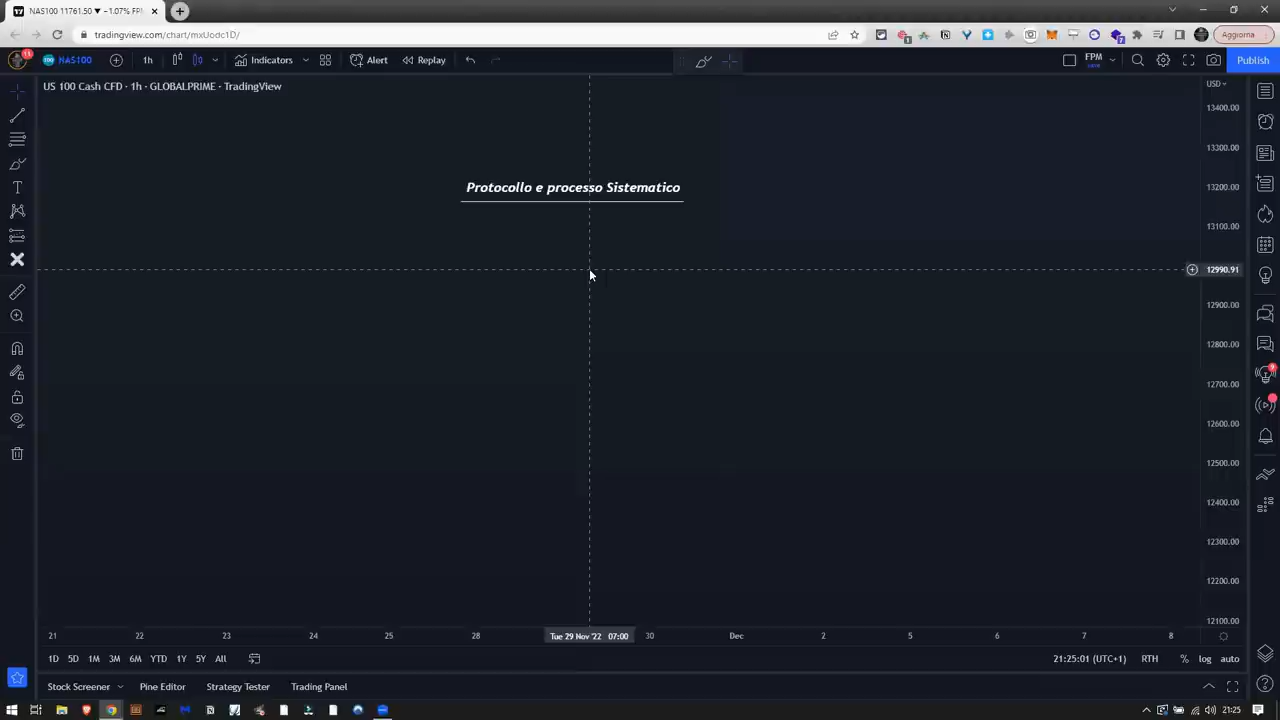 NAS100 11761.50 ▼ −1.07% FPM
tradingview.com/chart/mxUodc1D/
Aggiorna
11
NAS100
1h
Indicators
Alert
Replay
FPM
Publish
US 100 Cash CFD · 1h · GLOBALPRIME · TradingView
USD
13400.00
13300.00
Protocollo e processo Sistematico
13200.00
13100.00
12990.91
12900.00
12800.00
12700.00
12600.00
12500.00
12400.00
12300.00
12200.00
12100.00
21 22 23 24 25 28 Tue 29 Nov '22 07:00 30 Dec 2 5 6 7 8
1D 5D 1M 3M 6M YTD 1Y 5Y All
21:25:01 (UTC+1) RTH % log auto
Stock Screener Pine Editor Strategy Tester Trading Panel
21:25